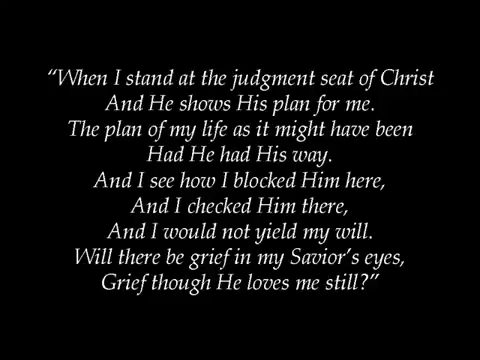 “When I stand at the judgment seat of Christ
And He shows His plan for me.
The plan of my life as it might have been
Had He had His way.
And I see how I blocked Him here,
And I checked Him there,
And I would not yield my will.
Will there be grief in my Savior’s eyes,
Grief though He loves me still?”